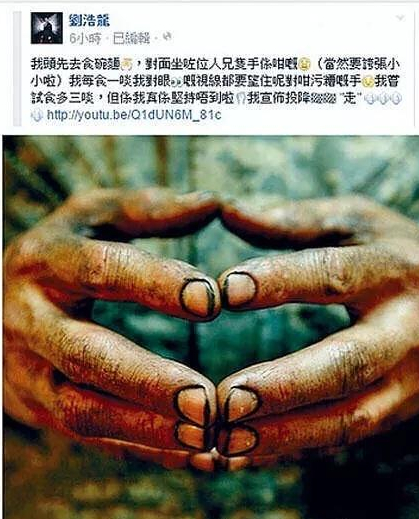 劉浩龍
6小時 · 已編輯 ·
我頭先去食碗麵🍜，對面坐咗位人兄隻手係咁嘅😫（當然要誇張小
小啦）我每食一啖我對眼👀嘅視線都要望住呢對咁污糟嘅手😥我嘗
試食多三啖，但係我真係堅持唔到啦👎我宣佈投降🏁🏁 "走"💨💨💨
💨 http://youtu.be/Q1dUN6M_81c